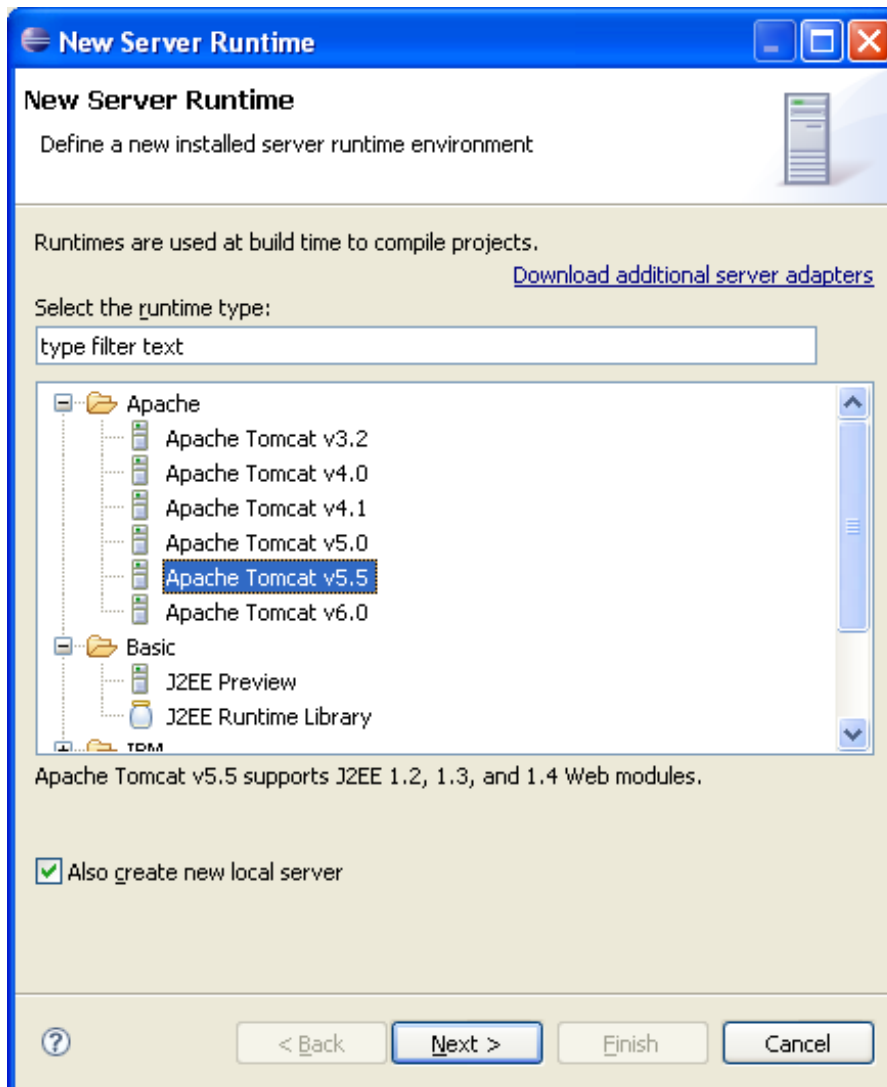 New Server Runtime
New Server Runtime
Define a new installed server runtime environment
Runtimes are used at build time to compile projects.
Download additional server adapters
Select the runtime type:
type filter text
Apache
Apache Tomcat v3.2
Apache Tomcat v4.0
Apache Tomcat v4.1
Apache Tomcat v5.0
Apache Tomcat v5.5
Apache Tomcat v6.0
Basic
J2EE Preview
J2EE Runtime Library
IBM
Apache Tomcat v5.5 supports J2EE 1.2, 1.3, and 1.4 Web modules.
Also create new local server
? < Back Next > Finish Cancel